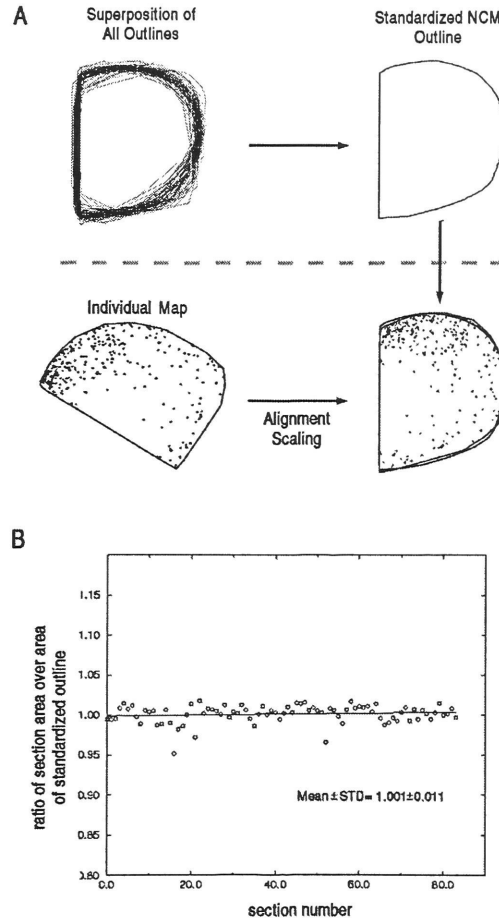 A
Superposition of
All Outlines
Standardized NCM
Outline
Individual Map
Alignment
Scaling
B
ratio of section area over area
of standardized outline
1.15
1.10
1.05
1.00
0.95
0.90
0.85
0.80
Mean±STD= 1.001±0.011
0.0
20.0
40.0
60.0
80.0
section number